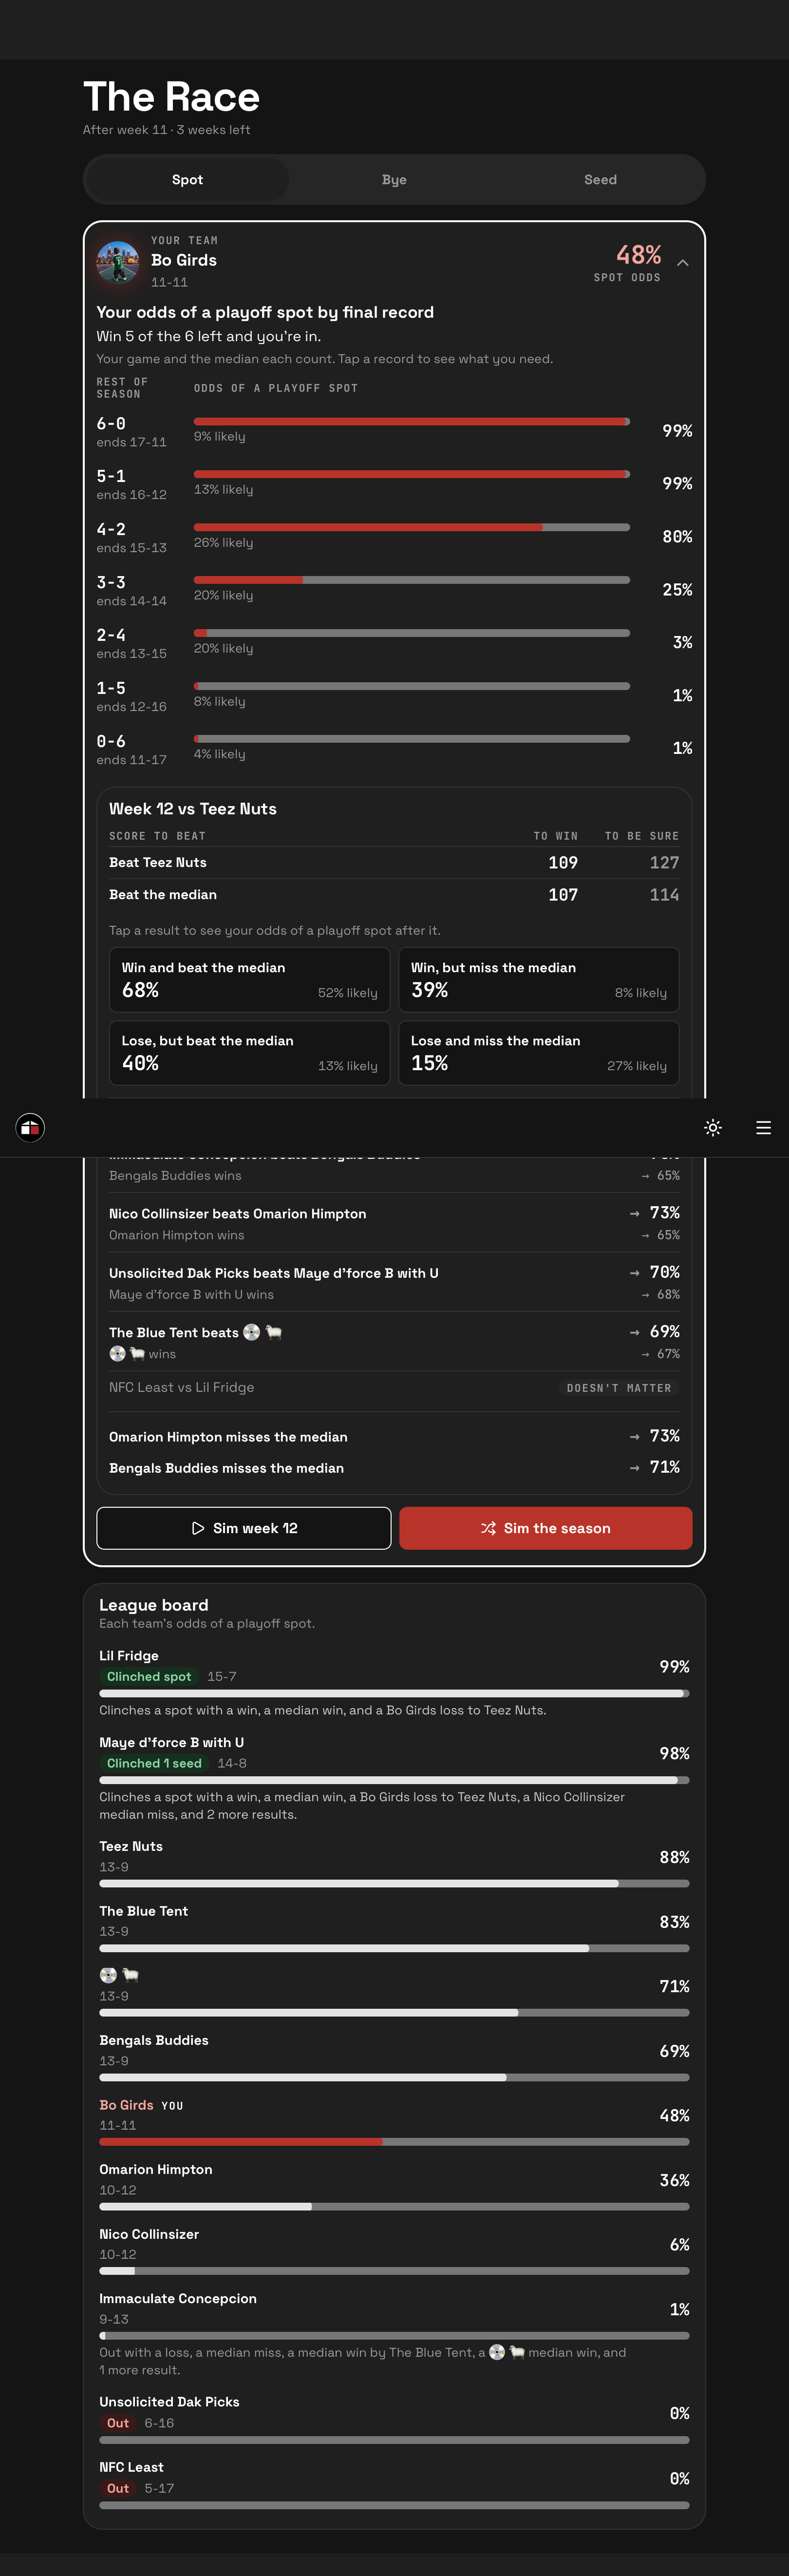 The Race
After week 11 · 3 weeks left
Spot
Bye
Seed
YOUR TEAM
Bo Girds
11-11
48%
SPOT ODDS
Your odds of a playoff spot by final record
Win 5 of the 6 left and you're in.
Your game and the median each count. Tap a record to see what you need.
REST OF SEASON
ODDS OF A PLAYOFF SPOT
6-0
ends 17-11
9% likely
99%
5-1
ends 16-12
13% likely
99%
4-2
ends 15-13
26% likely
80%
3-3
ends 14-14
20% likely
25%
2-4
ends 13-15
20% likely
3%
1-5
ends 12-16
8% likely
1%
0-6
ends 11-17
4% likely
1%
Week 12 vs Teez Nuts
SCORE TO BEAT TO WIN TO BE SURE
Beat Teez Nuts 109 127
Beat the median 107 114
Tap a result to see your odds of a playoff spot after it.
Win and beat the median
68% 52% likely
Win, but miss the median
39% 8% likely
Lose, but beat the median
40% 13% likely
Lose and miss the median
15% 27% likely
Bengals Buddies wins → 65%
Nico Collinsizer beats Omarion Himpton → 73%
Omarion Himpton wins → 65%
Unsolicited Dak Picks beats Maye d'force B with U → 70%
Maye d'force B with U wins → 68%
The Blue Tent beats 💿 🐑 → 69%
💿 🐑 wins → 67%
NFC Least vs Lil Fridge DOESN'T MATTER
Omarion Himpton misses the median → 73%
Bengals Buddies misses the median → 71%
Sim week 12
Sim the season
League board
Each team's odds of a playoff spot.
Lil Fridge
Clinched spot 15-7
99%
Clinches a spot with a win, a median win, and a Bo Girds loss to Teez Nuts.
Maye d'force B with U
Clinched 1 seed 14-8
98%
Clinches a spot with a win, a median win, a Bo Girds loss to Teez Nuts, a Nico Collinsizer
median miss, and 2 more results.
Teez Nuts
13-9
88%
The Blue Tent
13-9
83%
💿 🐑
13-9
71%
Bengals Buddies
13-9
69%
Bo Girds YOU
11-11
48%
Omarion Himpton
10-12
36%
Nico Collinsizer
10-12
6%
Immaculate Concepcion
9-13
1%
Out with a loss, a median miss, a median win by The Blue Tent, a 💿 🐑 median win, and
1 more result.
Unsolicited Dak Picks
Out 6-16
0%
NFC Least
Out 5-17
0%